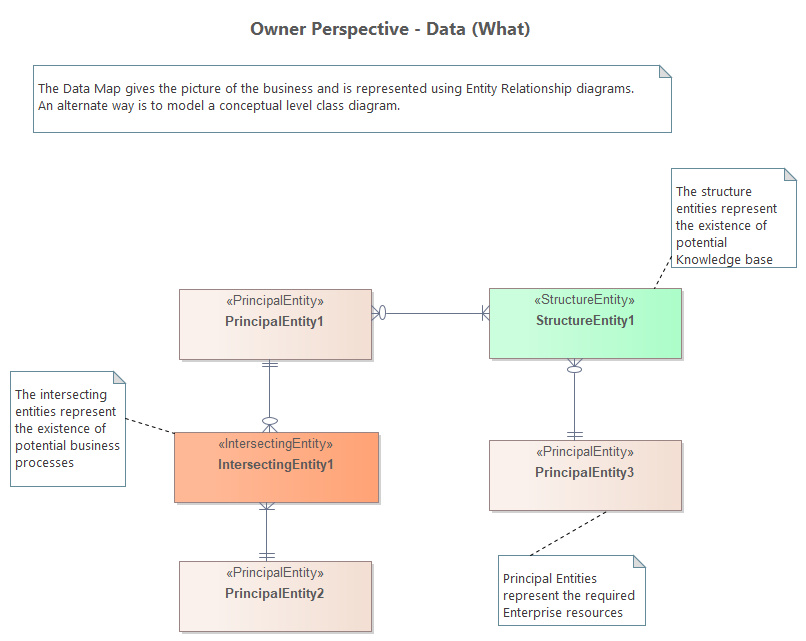 Owner Perspective - Data (What)
The Data Map gives the picture of the business and is represented using Entity Relationship diagrams.
An alternate way is to model a conceptual level class diagram.
The structure
entities represent
the existence of
potential
Knowledge base
«PrincipalEntity»
PrincipalEntity1
«StructureEntity»
StructureEntity1
The intersecting
entities represent
the existence of
potential business
processes
«IntersectingEntity»
IntersectingEntity1
«PrincipalEntity»
PrincipalEntity3
«PrincipalEntity»
PrincipalEntity2
Principal Entities
represent the required
Enterprise resources